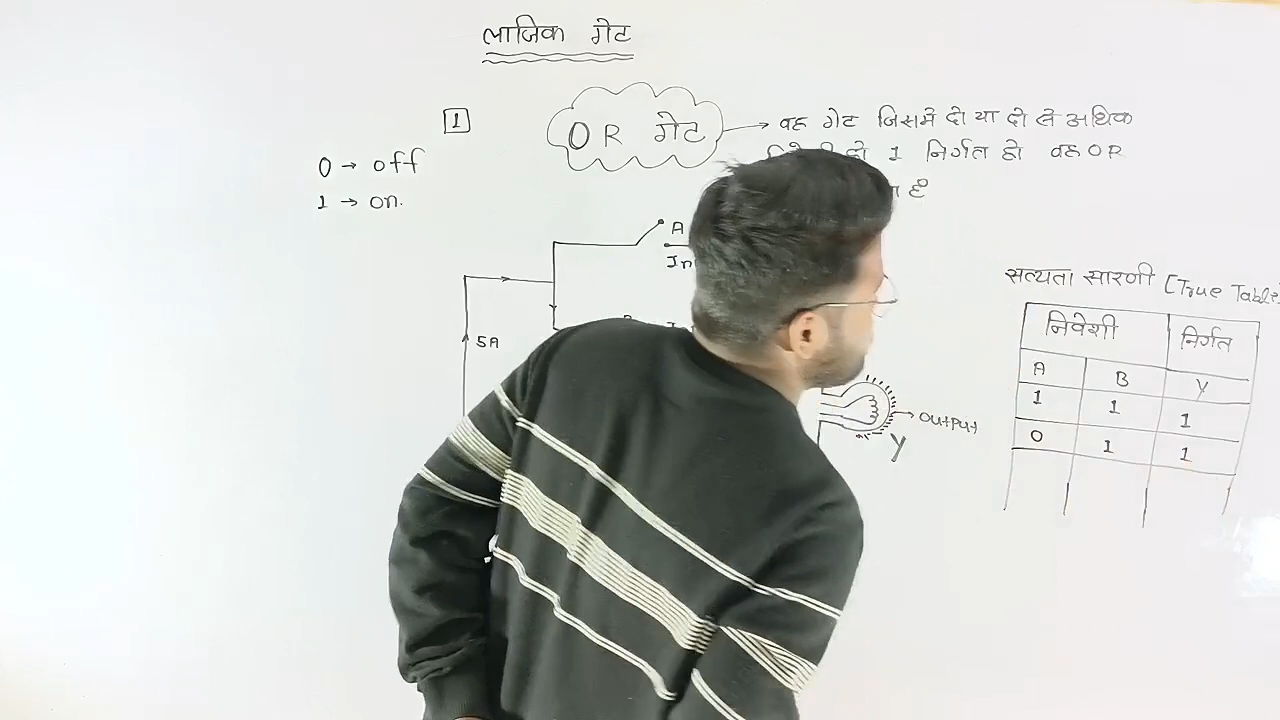 लाजिक गेट
1
OR गेट → वह गेट जिसमें दो या दो से अधिक
1 निर्गत हो वह OR
है
0 → off
1 → on.
A
5A
output
Y
सत्यता सारणी [True Table
निवेशी निर्गत
A B Y
1 1 1
0 1 1